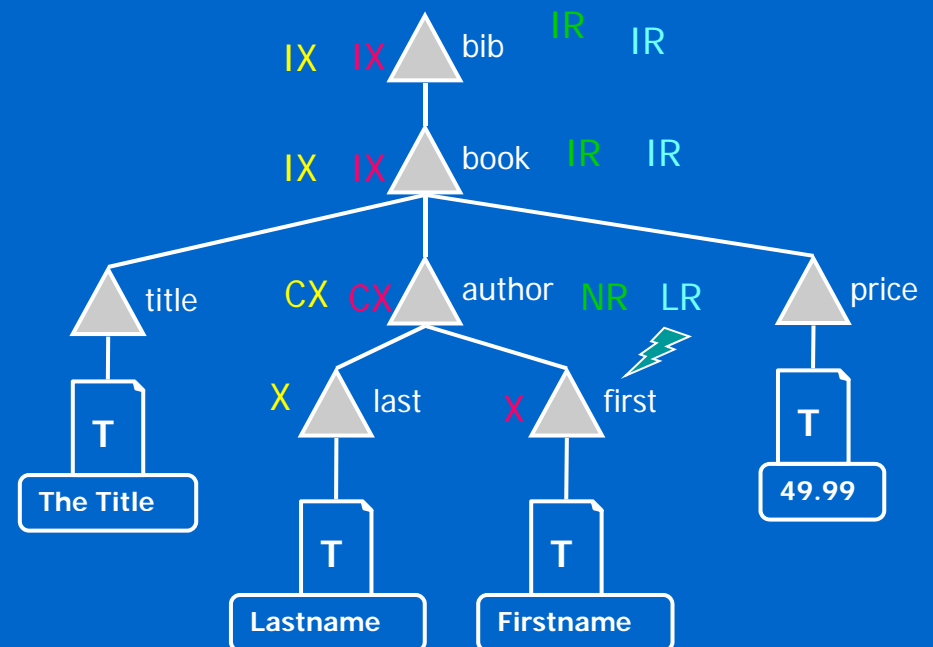 IX IX bib IR IR
IX IX book IR IR
title CX CX author NR LR price
X last X first
T T
The Title 49.99
T T
Lastname Firstname